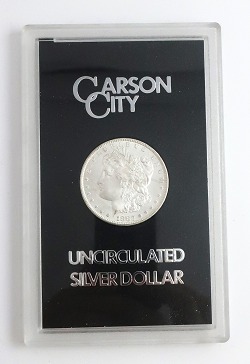 CARSON
CITY
UNCIRCULATED
SILVER DOLLAR